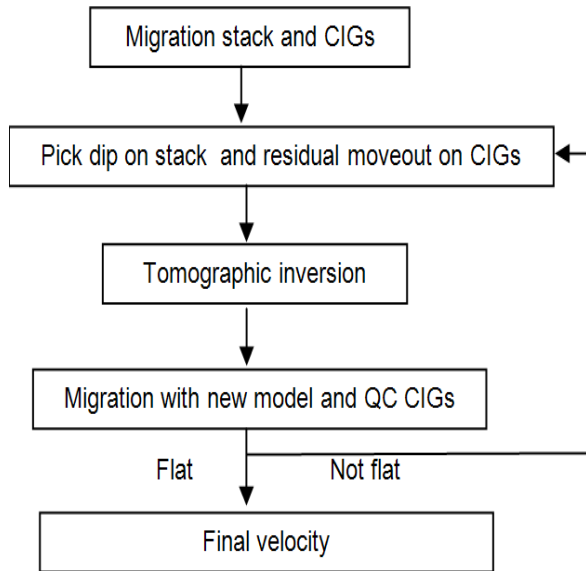 Migration stack and CIGs
Pick dip on stack and residual moveout on CIGs
Tomographic inversion
Migration with new model and QC CIGs
Flat
Not flat
Final velocity